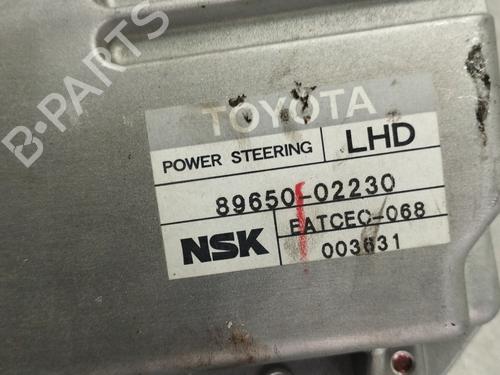 TOYOTA
POWER STEERING LHD
89650-02230
NSK EATCEC-068
003631
B-PARTS